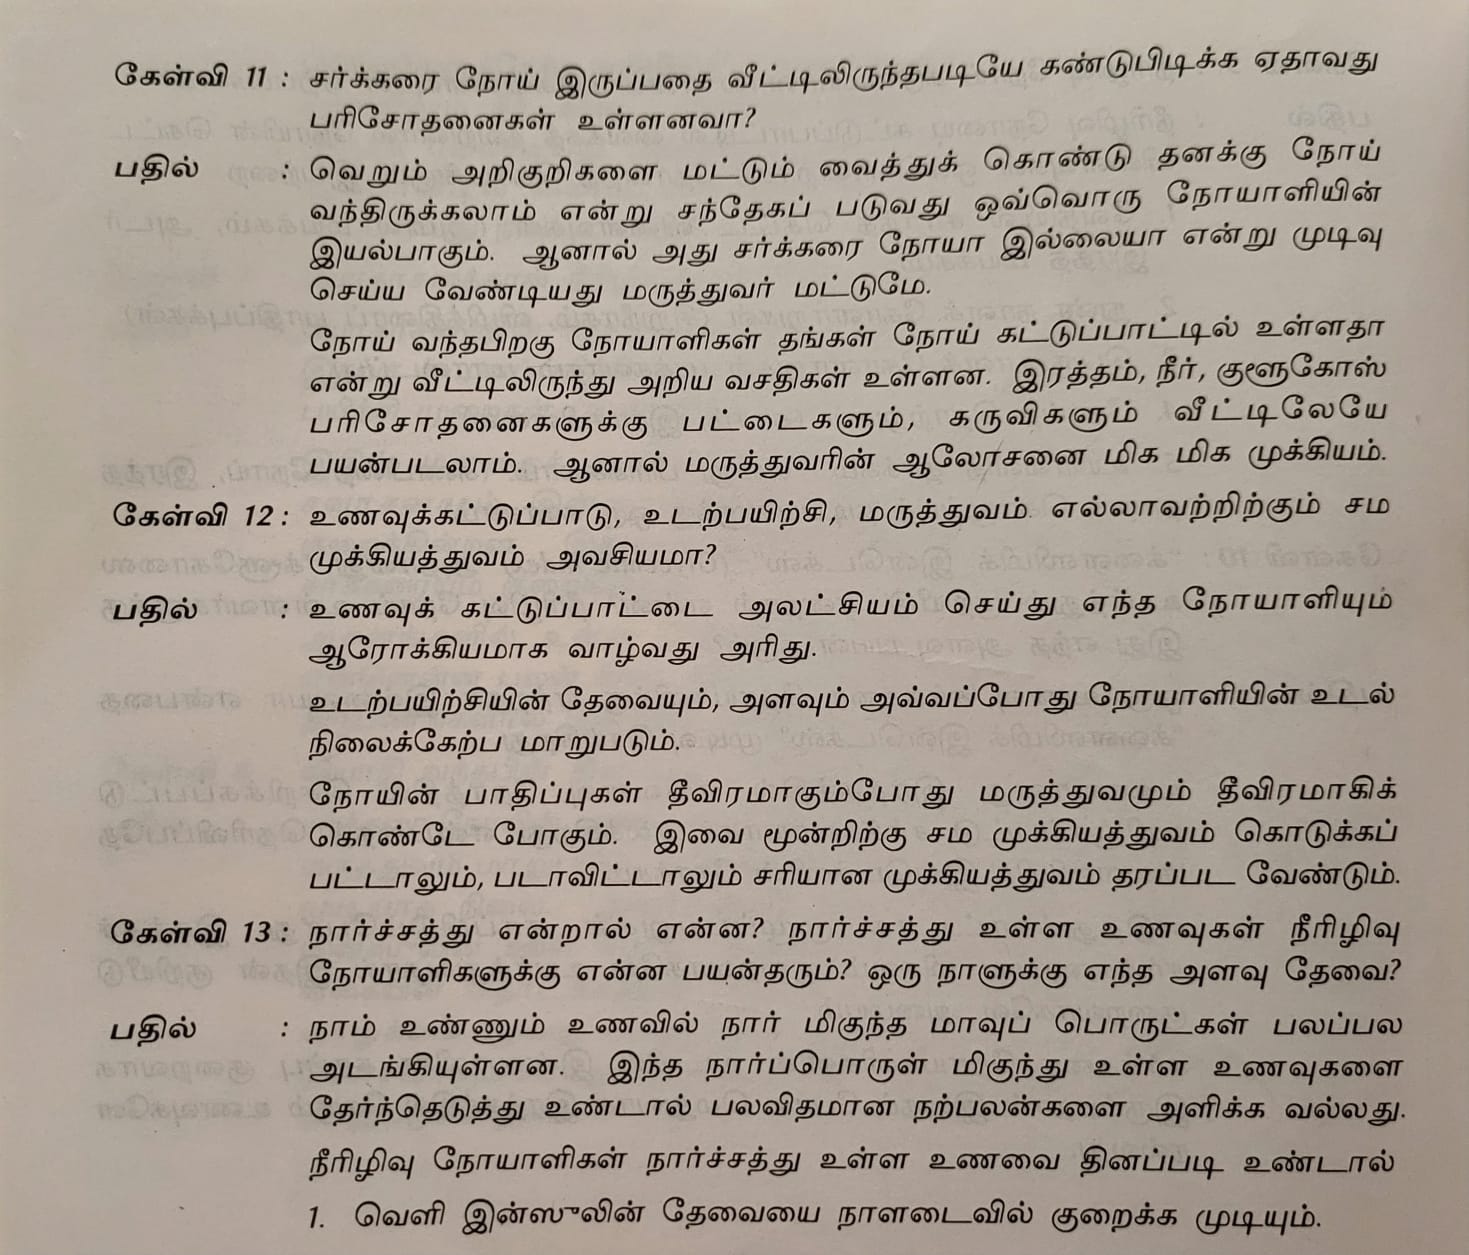 கேள்வி 11 : சர்க்கரை நோய் இருப்பதை வீட்டிலிருந்தபடியே கண்டுபிடிக்க ஏதாவது
பரிசோதனைகள் உள்ளனவா?
பதில் : வெறும் அறிகுறிகளை மட்டும் வைத்துக் கொண்டு தனக்கு நோய்
வந்திருக்கலாம் என்று சந்தேகப் படுவது ஒவ்வொரு நோயாளியின்
இயல்பாகும். ஆனால் அது சர்க்கரை நோயா இல்லையா என்று முடிவு
செய்ய வேண்டியது மருத்துவர் மட்டுமே.
நோய் வந்தபிறகு நோயாளிகள் தங்கள் நோய் கட்டுப்பாட்டில் உள்ளதா
என்று வீட்டிலிருந்து அறிய வசதிகள் உள்ளன. இரத்தம், நீர், குளூகோஸ்
பரிசோதனைகளுக்கு பட்டைகளும், கருவிகளும் வீட்டிலேயே
பயன்படலாம். ஆனால் மருத்துவரின் ஆலோசனை மிக மிக முக்கியம்.
கேள்வி 12 : உணவுக்கட்டுப்பாடு, உடற்பயிற்சி, மருத்துவம் எல்லாவற்றிற்கும் சம
முக்கியத்துவம் அவசியமா?
பதில் : உணவுக் கட்டுப்பாட்டை அலட்சியம் செய்து எந்த நோயாளியும்
ஆரோக்கியமாக வாழ்வது அரிது.
உடற்பயிற்சியின் தேவையும், அளவும் அவ்வப்போது நோயாளியின் உடல்
நிலைக்கேற்ப மாறுபடும்.
நோயின் பாதிப்புகள் தீவிரமாகும்போது மருத்துவமும் தீவிரமாகிக்
கொண்டே போகும். இவை மூன்றிற்கு சம முக்கியத்துவம் கொடுக்கப்
பட்டாலும், படாவிட்டாலும் சரியான முக்கியத்துவம் தரப்பட வேண்டும்.
கேள்வி 13 : நார்ச்சத்து என்றால் என்ன? நார்ச்சத்து உள்ள உணவுகள் நீரிழிவு
நோயாளிகளுக்கு என்ன பயன்தரும்? ஒரு நாளுக்கு எந்த அளவு தேவை?
பதில் : நாம் உண்ணும் உணவில் நார் மிகுந்த மாவுப் பொருட்கள் பலப்பல
அடங்கியுள்ளன. இந்த நார்ப்பொருள் மிகுந்து உள்ள உணவுகளை
தேர்ந்தெடுத்து உண்டால் பலவிதமான நற்பலன்களை அளிக்க வல்லது.
நீரிழிவு நோயாளிகள் நார்ச்சத்து உள்ள உணவை தினப்படி உண்டால்
1. வெளி இன்ஸுலின் தேவையை நாளடைவில் குறைக்க முடியும்.